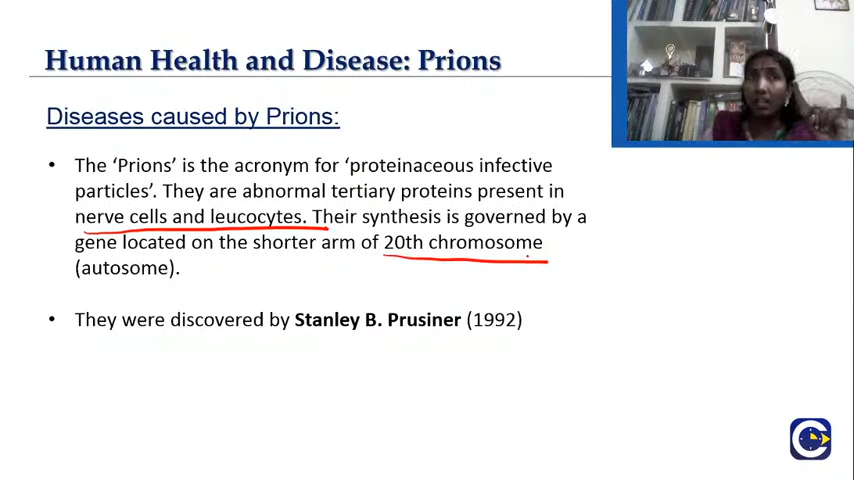 Human Health and Disease: Prions
Diseases caused by Prions:
• The ‘Prions’ is the acronym for ‘proteinaceous infective
particles’. They are abnormal tertiary proteins present in
nerve cells and leucocytes. Their synthesis is governed by a
gene located on the shorter arm of 20th chromosome
(autosome).
• They were discovered by Stanley B. Prusiner (1992)